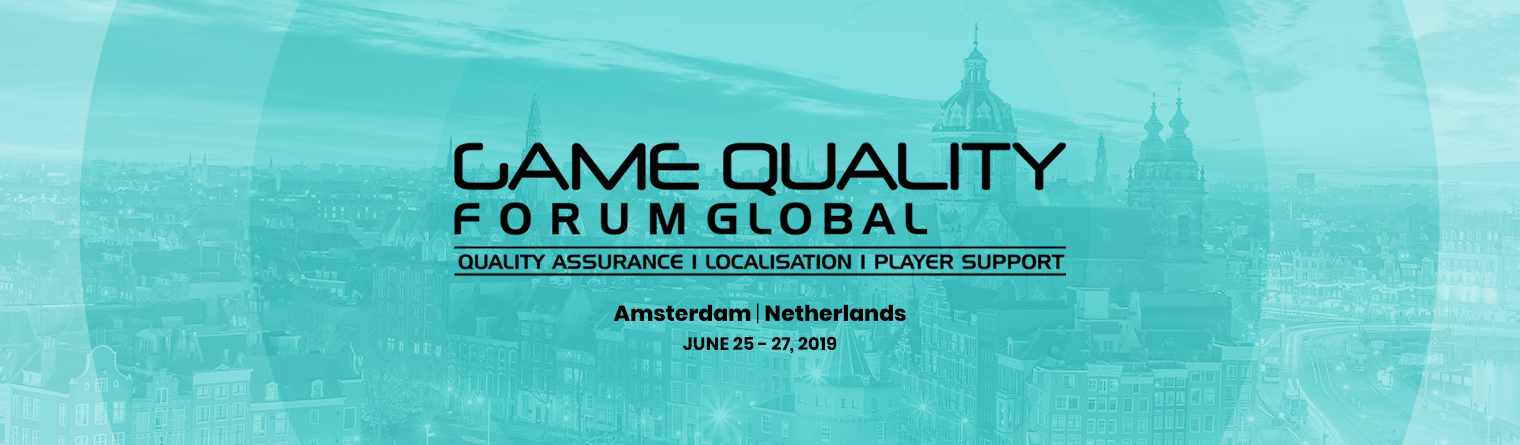 GAME QUALITY
FORUM GLOBAL
QUALITY ASSURANCE | LOCALISATION | PLAYER SUPPORT
Amsterdam | Netherlands
JUNE 25 - 27, 2019